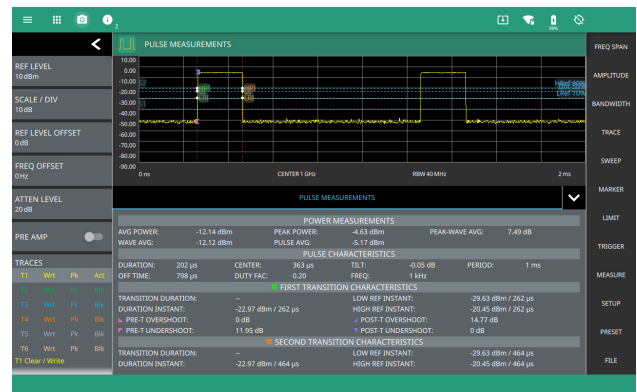 2
50%
PULSE MEASUREMENTS
FREQ SPAN
AMPLITUDE
BANDWIDTH
TRACE
SWEEP
MARKER
LIMIT
TRIGGER
MEASURE
SETUP
PRESET
FILE
REF LEVEL
10 dBm
SCALE / DIV
10 dB
REF LEVEL OFFSET
0 dB
FREQ OFFSET
0 Hz
ATTEN LEVEL
20 dB
PRE AMP
TRACES
T1 Wrt Pk Act
T2 Wrt Pk Blk
T3 Wrt Pk Blk
T4 Wrt Pk Blk
T5 Wrt Pk Blk
T6 Wrt Pk Blk
T1 Clear / Write
10.00
0.00
-10.00
-20.00
-30.00
-40.00
-50.00
-60.00
-70.00
-80.00
-90.00
S2
S1
HRef 90%
LRef 10%
0 ns CENTER 1 GHz RBW 40 MHz 2 ms
PULSE MEASUREMENTS
POWER MEASUREMENTS
AVG POWER: -12.14 dBm PEAK POWER: -4.63 dBm PEAK-WAVE AVG: 7.49 dB
WAVE AVG: -12.12 dBm PULSE AVG: -5.17 dBm
PULSE CHARACTERISTICS
DURATION: 202 µs CENTER: 363 µs TILT: -0.05 dB PERIOD: 1 ms
OFF TIME: 798 µs DUTY FAC: 0.20 FREQ: 1 kHz
FIRST TRANSITION CHARACTERISTICS
TRANSITION DURATION: -- LOW REF INSTANT: -29.63 dBm / 262 µs
DURATION INSTANT: -22.97 dBm / 262 µs HIGH REF INSTANT: -20.45 dBm / 262 µs
PRE-T OVERSHOOT: 0 dB POST-T OVERSHOOT: 14.77 dB
PRE-T UNDERSHOOT: 11.95 dB POST-T UNDERSHOOT: 0 dB
SECOND TRANSITION CHARACTERISTICS
TRANSITION DURATION: -- LOW REF INSTANT: -29.63 dBm / 464 µs
DURATION INSTANT: -22.97 dBm / 464 µs HIGH REF INSTANT: -20.45 dBm / 464 µs